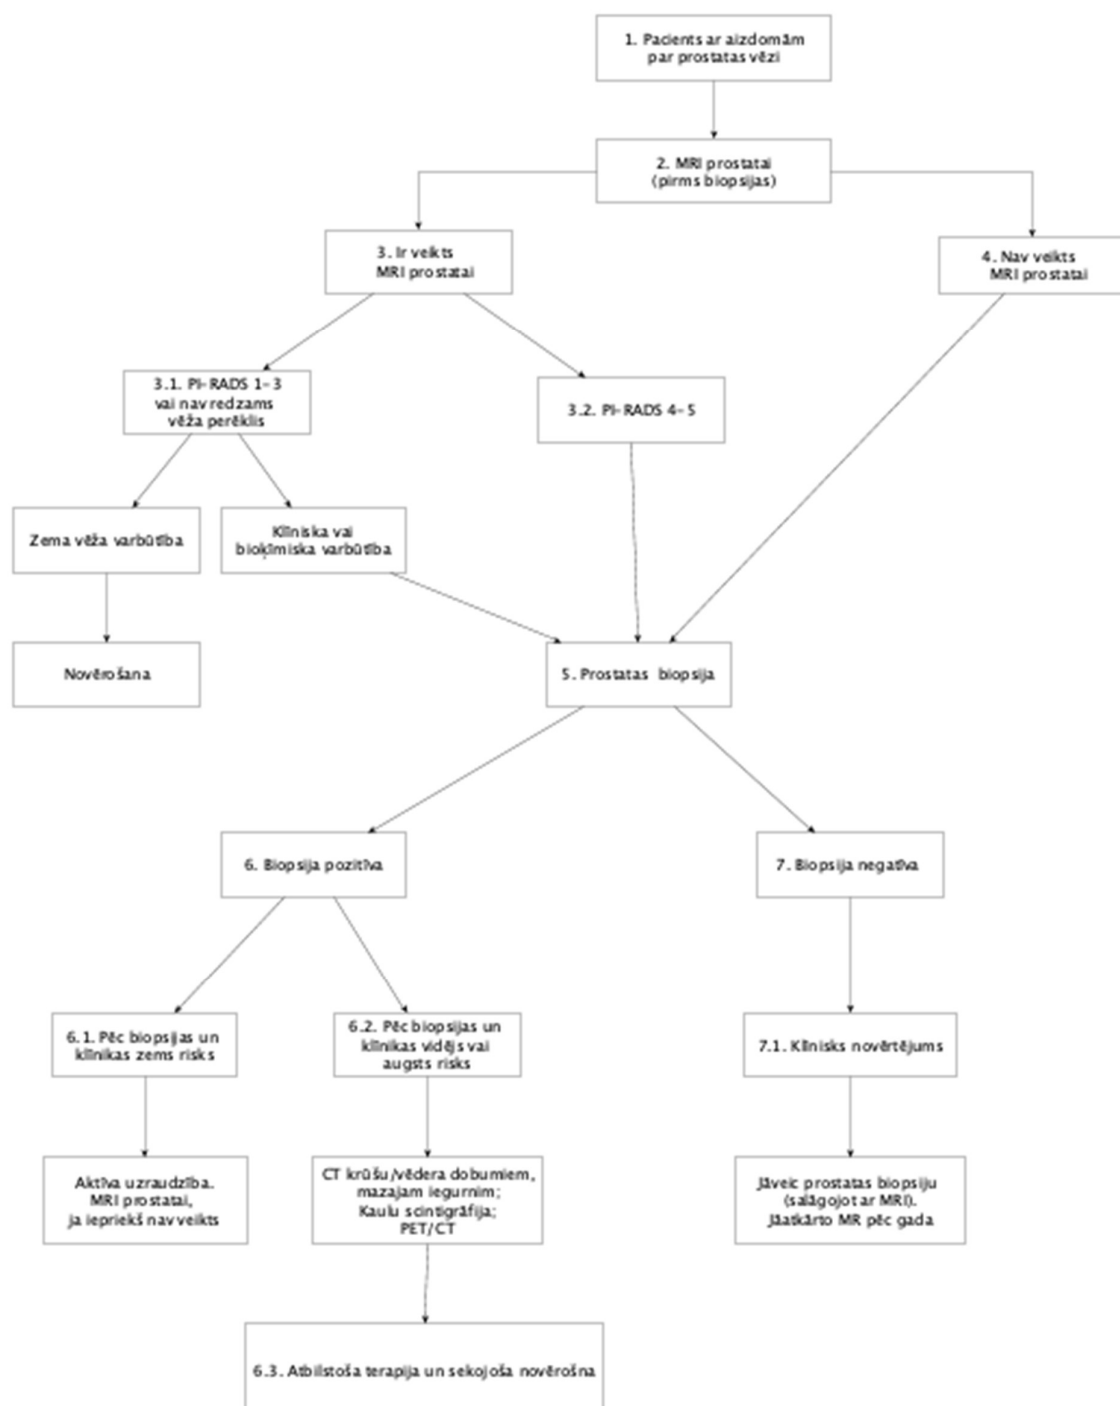 1. Pacients ar aizdomām
par prostatas vēzi
2. MRI prostatai
(pirms biopsijas)
3. Ir veikts
MRI prostatai
4. Nav veikts
MRI prostatai
3.1. PI-RADS 1-3
vai nav redzams
vēža perēklis
3.2. PI-RADS 4-5
Zema vēža varbūtība
Klīniska vai
bioķīmiska varbūtība
Novērošana
5. Prostatas biopsija
6. Biopsija pozitīva
7. Biopsija negatīva
6.1. Pēc biopsijas un
klīnikas zems risks
6.2. Pēc biopsijas un
klīnikas vidējs vai
augsts risks
7.1. Klīnisks novērtējums
Aktīva uzraudzība.
MRI prostatai,
ja iepriekš nav veikts
CT krūšu/vēdera dobumiem,
mazajam iegurnim;
Kaulu scintigrāfija;
PET/CT
Jāveic prostatas biopsiju
(salāgojot ar MRI).
Jāatkārto MR pēc gada
6.3. Atbilstoša terapija un sekojoša novērošna